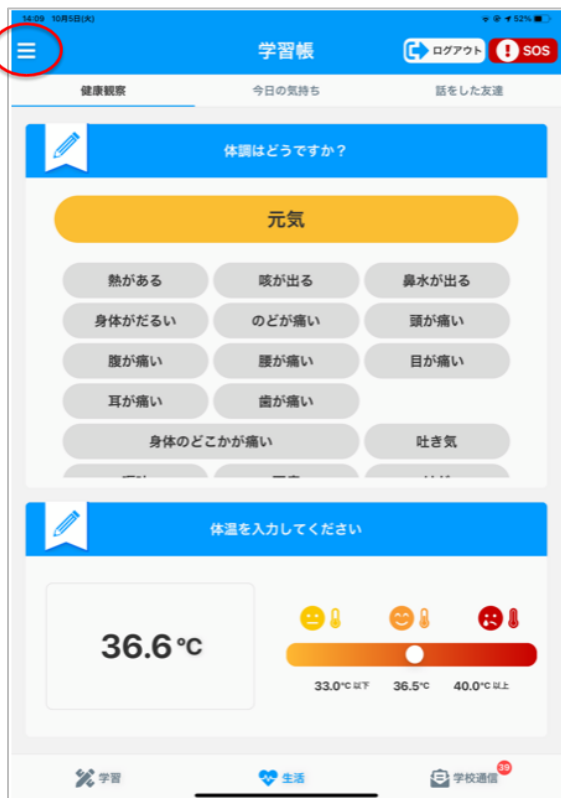 14:09 10月5日(火) 52%
学習帳 ログアウト SOS
健康観察 今日の気持ち 話をした友達
体調はどうですか？
元気
熱がある 咳が出る 鼻水が出る
身体がだるい のどが痛い 頭が痛い
腹が痛い 腰が痛い 目が痛い
耳が痛い 歯が痛い
身体のどこかが痛い 吐き気
体温を入力してください
36.6℃
33.0℃ 以下 36.5℃ 40.0℃ 以上
39
学習 生活 学校通信